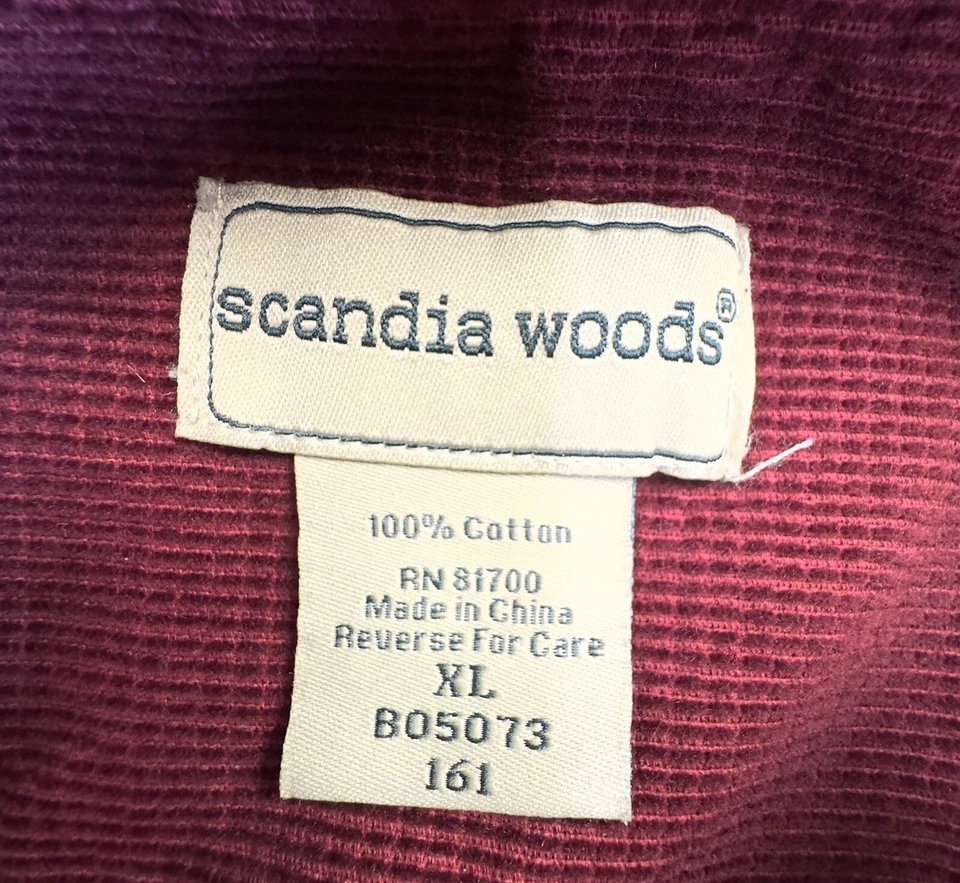 scandia woods®
100% Cotton
RN 81700
Made in China
Reverse For Care
XL
B05073
161